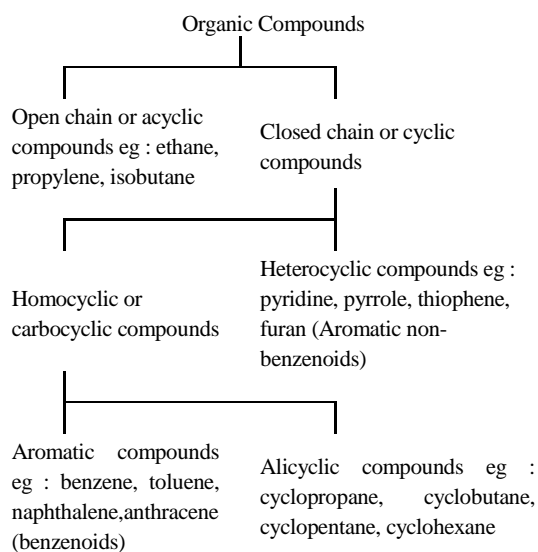 Organic Compounds
Open chain or acyclic
compounds eg : ethane,
propylene, isobutane
Closed chain or cyclic
compounds
Homocyclic or
carbocyclic compounds
Heterocyclic compounds eg :
pyridine, pyrrole, thiophene,
furan (Aromatic non-
benzenoids)
Aromatic compounds
eg : benzene, toluene,
naphthalene,anthracene
(benzenoids)
Alicyclic compounds eg :
cyclopropane, cyclobutane,
cyclopentane, cyclohexane